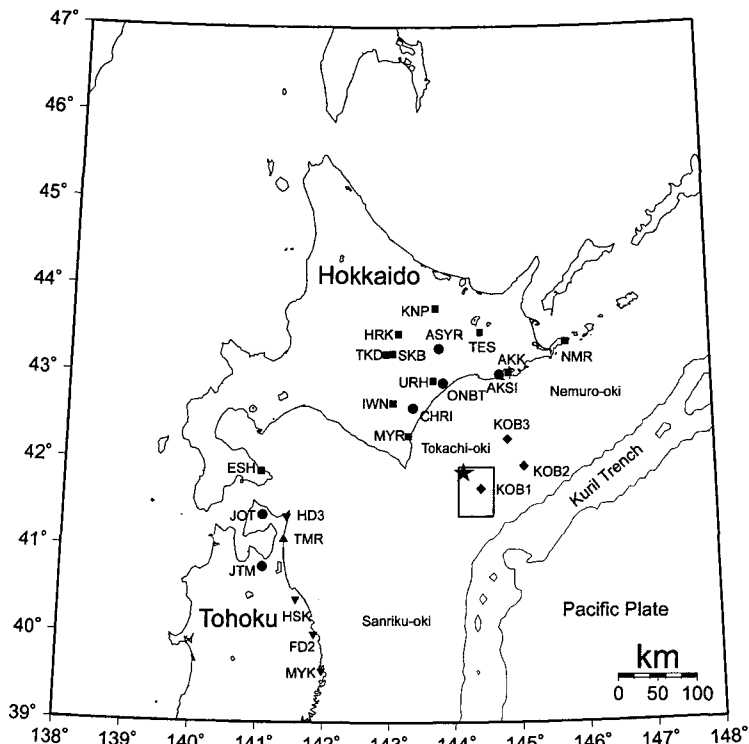 47°
46°
45°
44°
Hokkaido
KNP
HRK
ASYR
TES
43°
TKD
SKB
AKK
NMR
URH
ONBT
AKSI
Nemuro-oki
IWN
CHRI
MYR
Tokachi-oki
KOB3
42°
ESH
KOB2
KOB1
Kuril Trench
JOT
HD3
41°
TMR
JTM
Tohoku
HSK
Sanriku-oki
Pacific Plate
40°
FD2
MYK
km
0 50 100
39°
138° 139° 140° 141° 142° 143° 144° 145° 146° 147° 148°